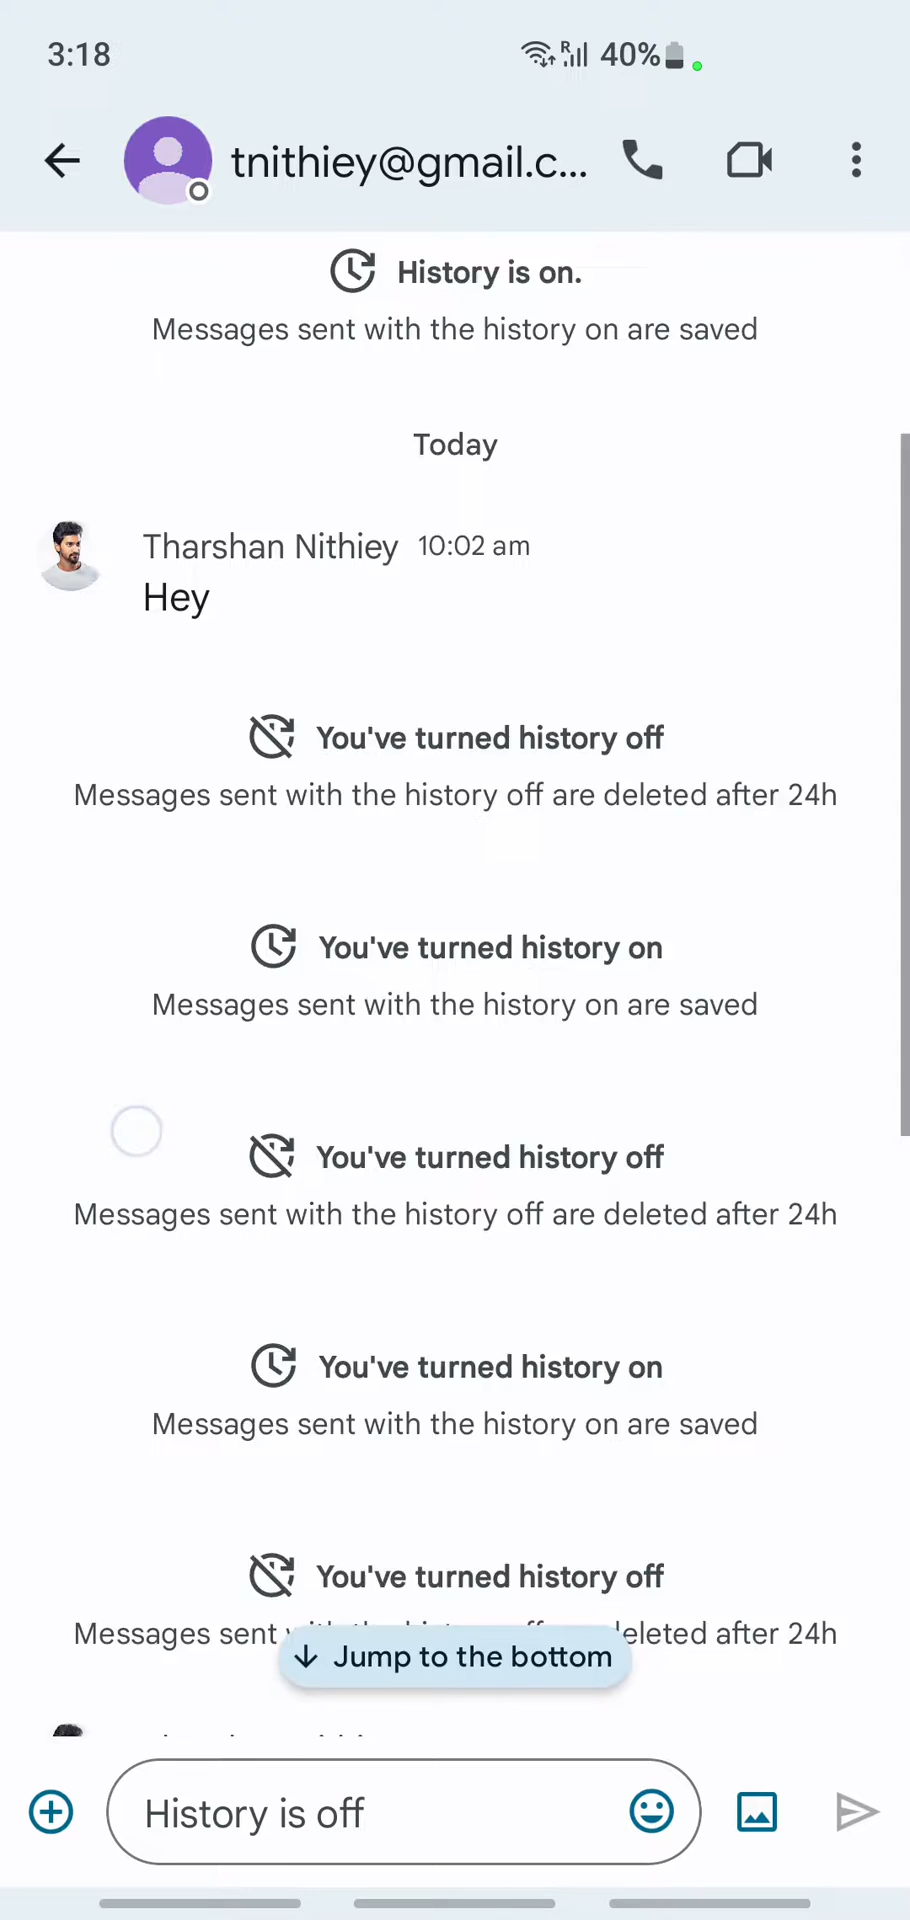 3:18
R 40%
tnithiey@gmail.c...
History is on.
Messages sent with the history on are saved
Today
Tharshan Nithiey 10:02 am
Hey
You've turned history off
Messages sent with the history off are deleted after 24h
You've turned history on
Messages sent with the history on are saved
You've turned history off
Messages sent with the history off are deleted after 24h
You've turned history on
Messages sent with the history on are saved
You've turned history off
Messages sent deleted after 24h
Jump to the bottom
History is off